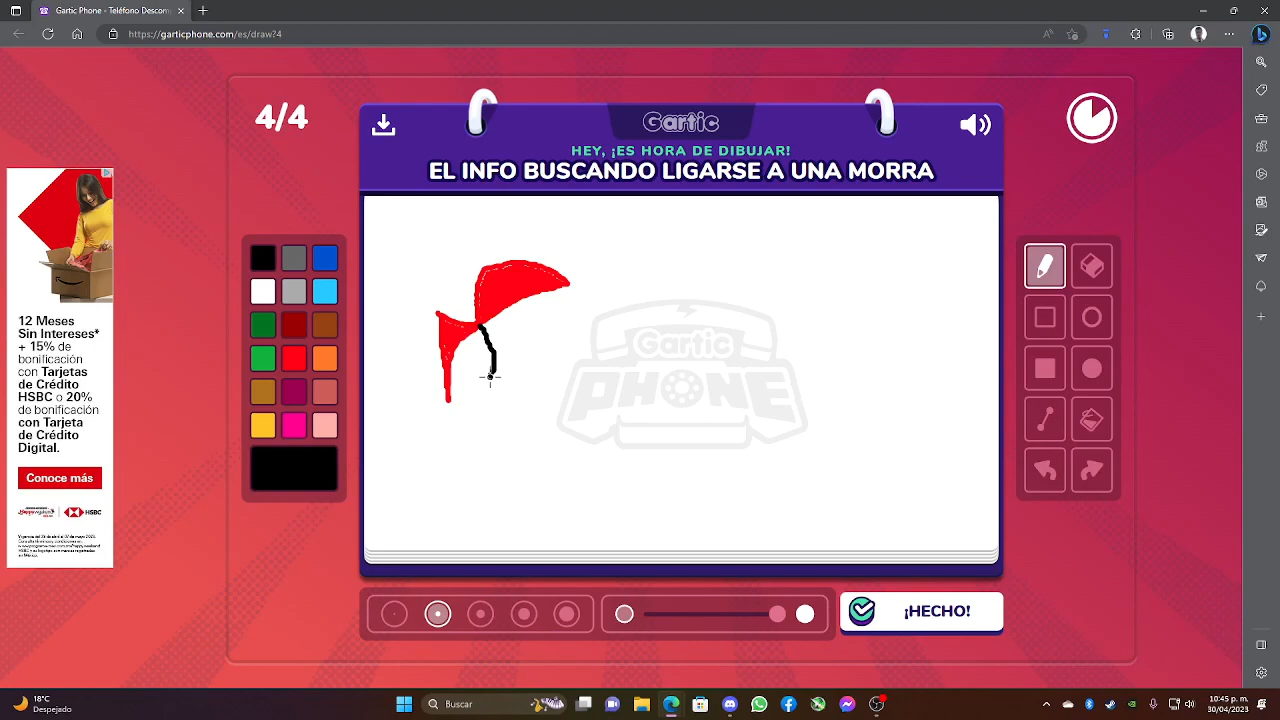 Gartic Phone - Teléfono Descom
https://garticphone.com/es/draw?4
4/4
Gartic
HEY, ¡ES HORA DE DIBUJAR!
EL INFO BUSCANDO LIGARSE A UNA MORRA
Gartic
PHONE
12 Meses
Sin Intereses*
+ 15% de
bonificación
con Tarjetas
de Crédito
HSBC o 20%
de bonificación
con Tarjeta
de Crédito
Digital.
Conoce más
HSBC
¡HECHO!
18°C
Despejado
Buscar
10:45 p. m.
30/04/2023